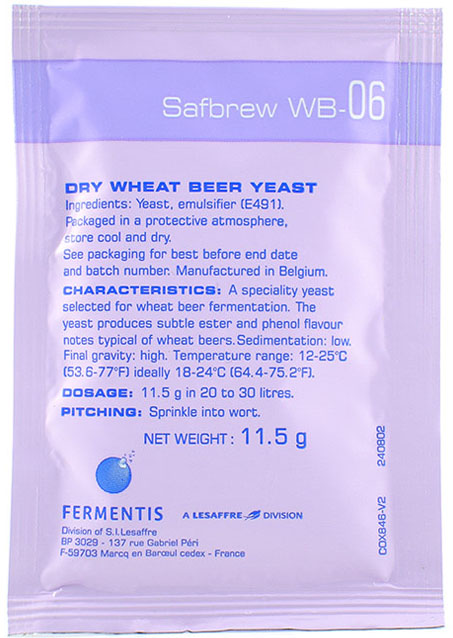 Safbrew WB-06
DRY WHEAT BEER YEAST
Ingredients: Yeast, emulsifier (E491).
Packaged in a protective atmosphere,
store cool and dry.
See packaging for best before end date
and batch number. Manufactured in Belgium.
CHARACTERISTICS: A speciality yeast
selected for wheat beer fermentation. The
yeast produces subtle ester and phenol flavour
notes typical of wheat beers. Sedimentation: low.
Final gravity: high. Temperature range: 12-25°C
(53.6-77°F) ideally 18-24°C (64.4-75.2°F).
DOSAGE: 11.5 g in 20 to 30 litres.
PITCHING: Sprinkle into wort.
NET WEIGHT : 11.5 g
FERMENTIS
A LESAFFRE DIVISION
Division of S.I.Lesaffre
BP 3029 - 137 rue Gabriel Péri
F-59703 Marcq en Barœul cedex - France
COX846-V2 240802